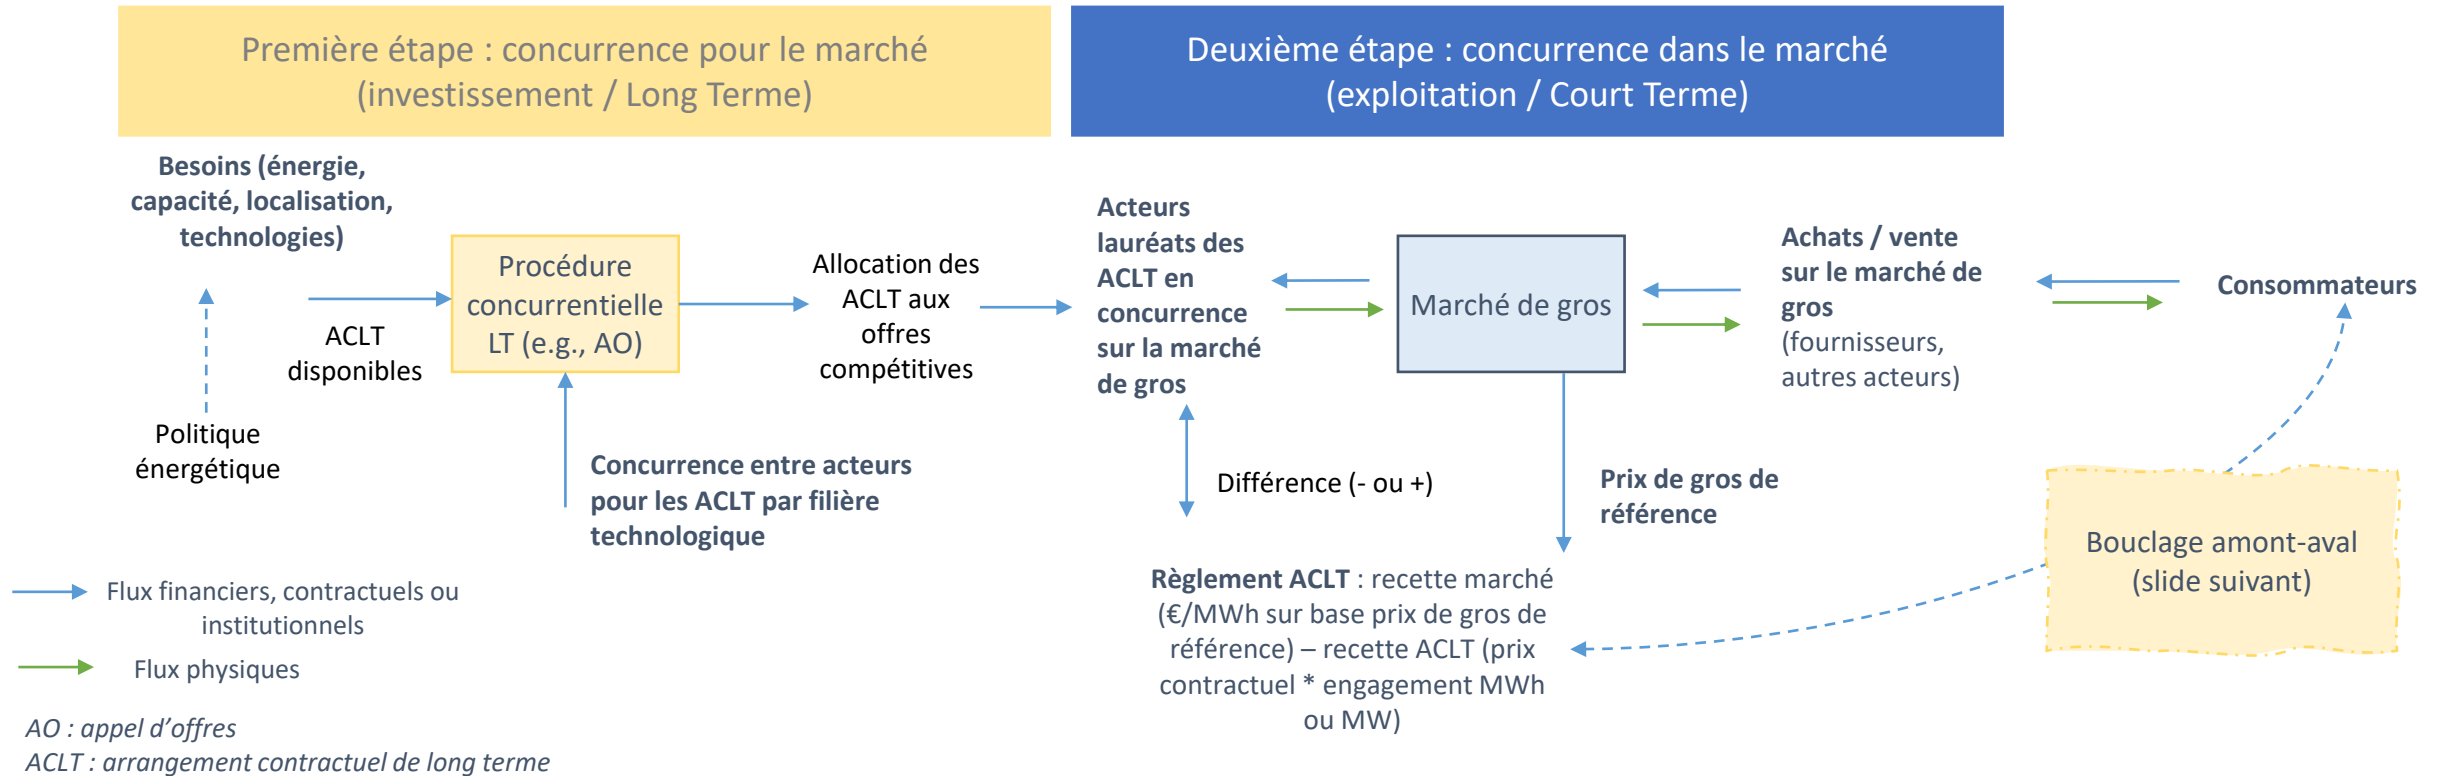 Première étape : concurrence pour le marché
(investissement / Long Terme)
Deuxième étape : concurrence dans le marché
(exploitation / Court Terme)
Besoins (énergie,
capacité, localisation,
technologies)
Politique
énergétique
ACLT
disponibles
Procédure
concurrentielle
LT (e.g., AO)
Concurrence entre acteurs
pour les ACLT par filière
technologique
Allocation des
ACLT aux
offres
compétitives
Acteurs
lauréats des
ACLT en
concurrence
sur la marché
de gros
Marché de gros
Achats / vente
sur le marché de
gros
(fournisseurs,
autres acteurs)
Consommateurs
Différence (- ou +)
Prix de gros de
référence
Règlement ACLT : recette marché
(€/MWh sur base prix de gros de
référence) – recette ACLT (prix
contractuel * engagement MWh
ou MW)
Bouclage amont-aval
(slide suivant)
Flux financiers, contractuels ou
institutionnels
Flux physiques
AO : appel d’offres
ACLT : arrangement contractuel de long terme